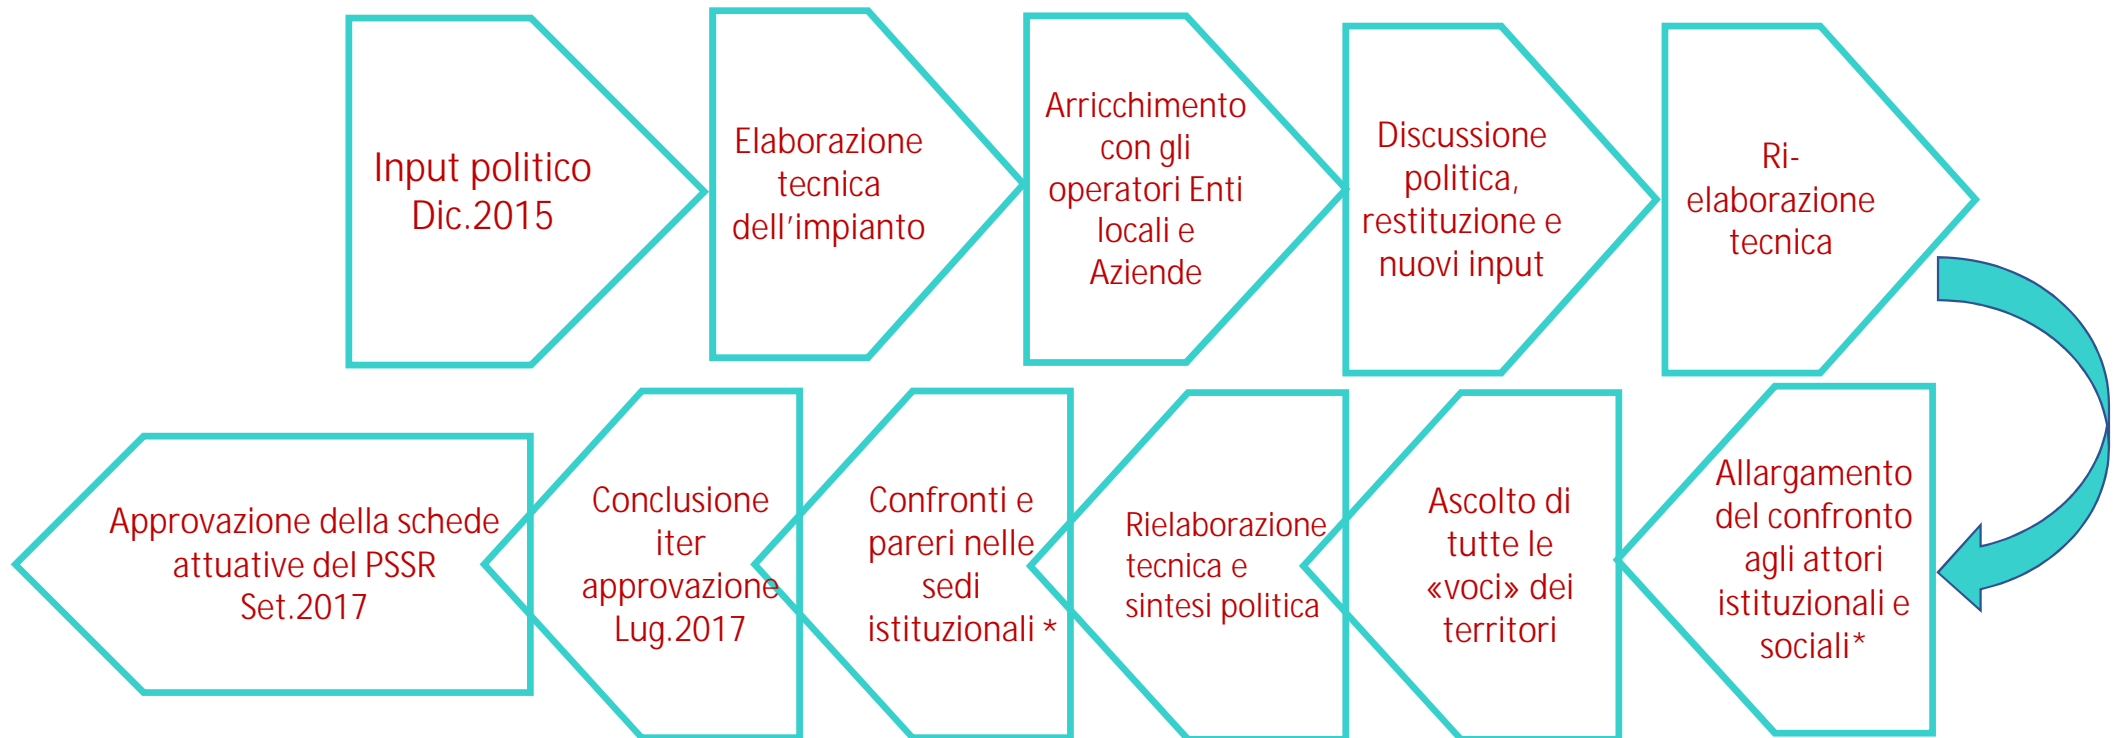 Input politico
Dic.2015
Elaborazione
tecnica
dell'impianto
Arricchimento
con gli
operatori Enti
locali e
Aziende
Discussione
politica,
restituzione e
nuovi input
Ri-
elaborazione
tecnica
Allargamento
del confronto
agli attori
istituzionali e
sociali*
Ascolto di
tutte le
«voci» dei
territori
Rielaborazione
tecnica e
sintesi politica
Confronti e
pareri nelle
sedi
istituzionali *
Conclusione
iter
approvazione
Lug.2017
Approvazione della schede
attuative del PSSR
Set.2017